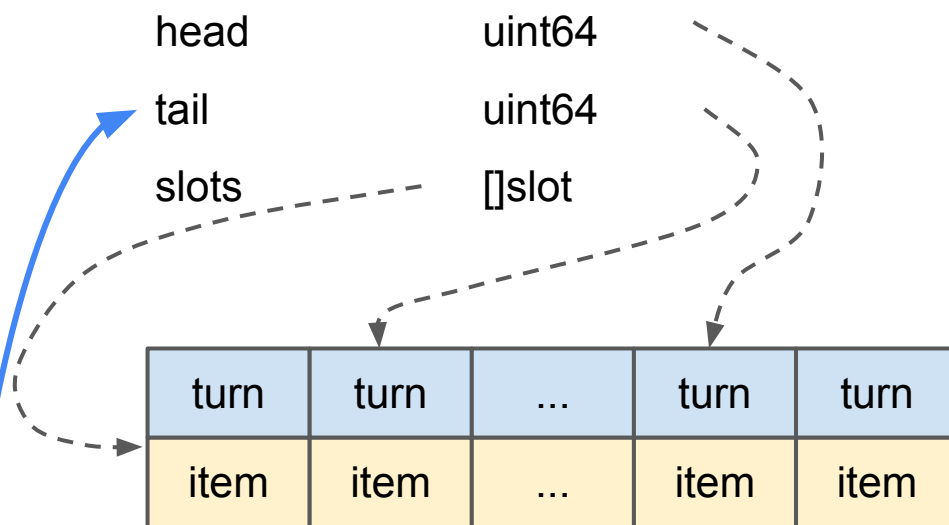 head uint64
tail uint64
slots []slot
turn turn ... turn turn
item item ... item item